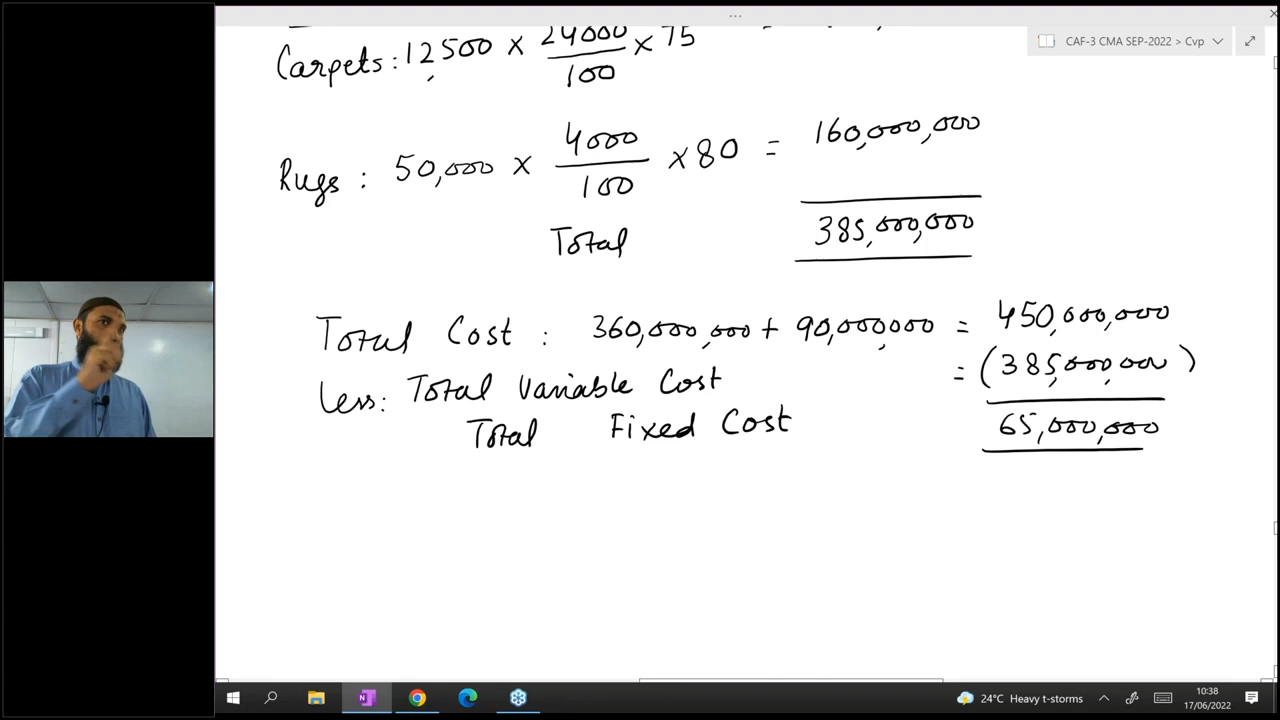 ...
CAF-3 CMA SEP-2022 > Cvp
Carpets: 12500 × 24000/100 × 75 =
Rugs : 50,000 × 4000/100 × 80 = 160,000,000
Total 385,000,000
Total Cost : 360,000,000 + 90,000,000 = 450,000,000
Less: Total Variable Cost = (385,000,000)
Total Fixed Cost 65,000,000
24°C Heavy t-storms
10:38
17/06/2022